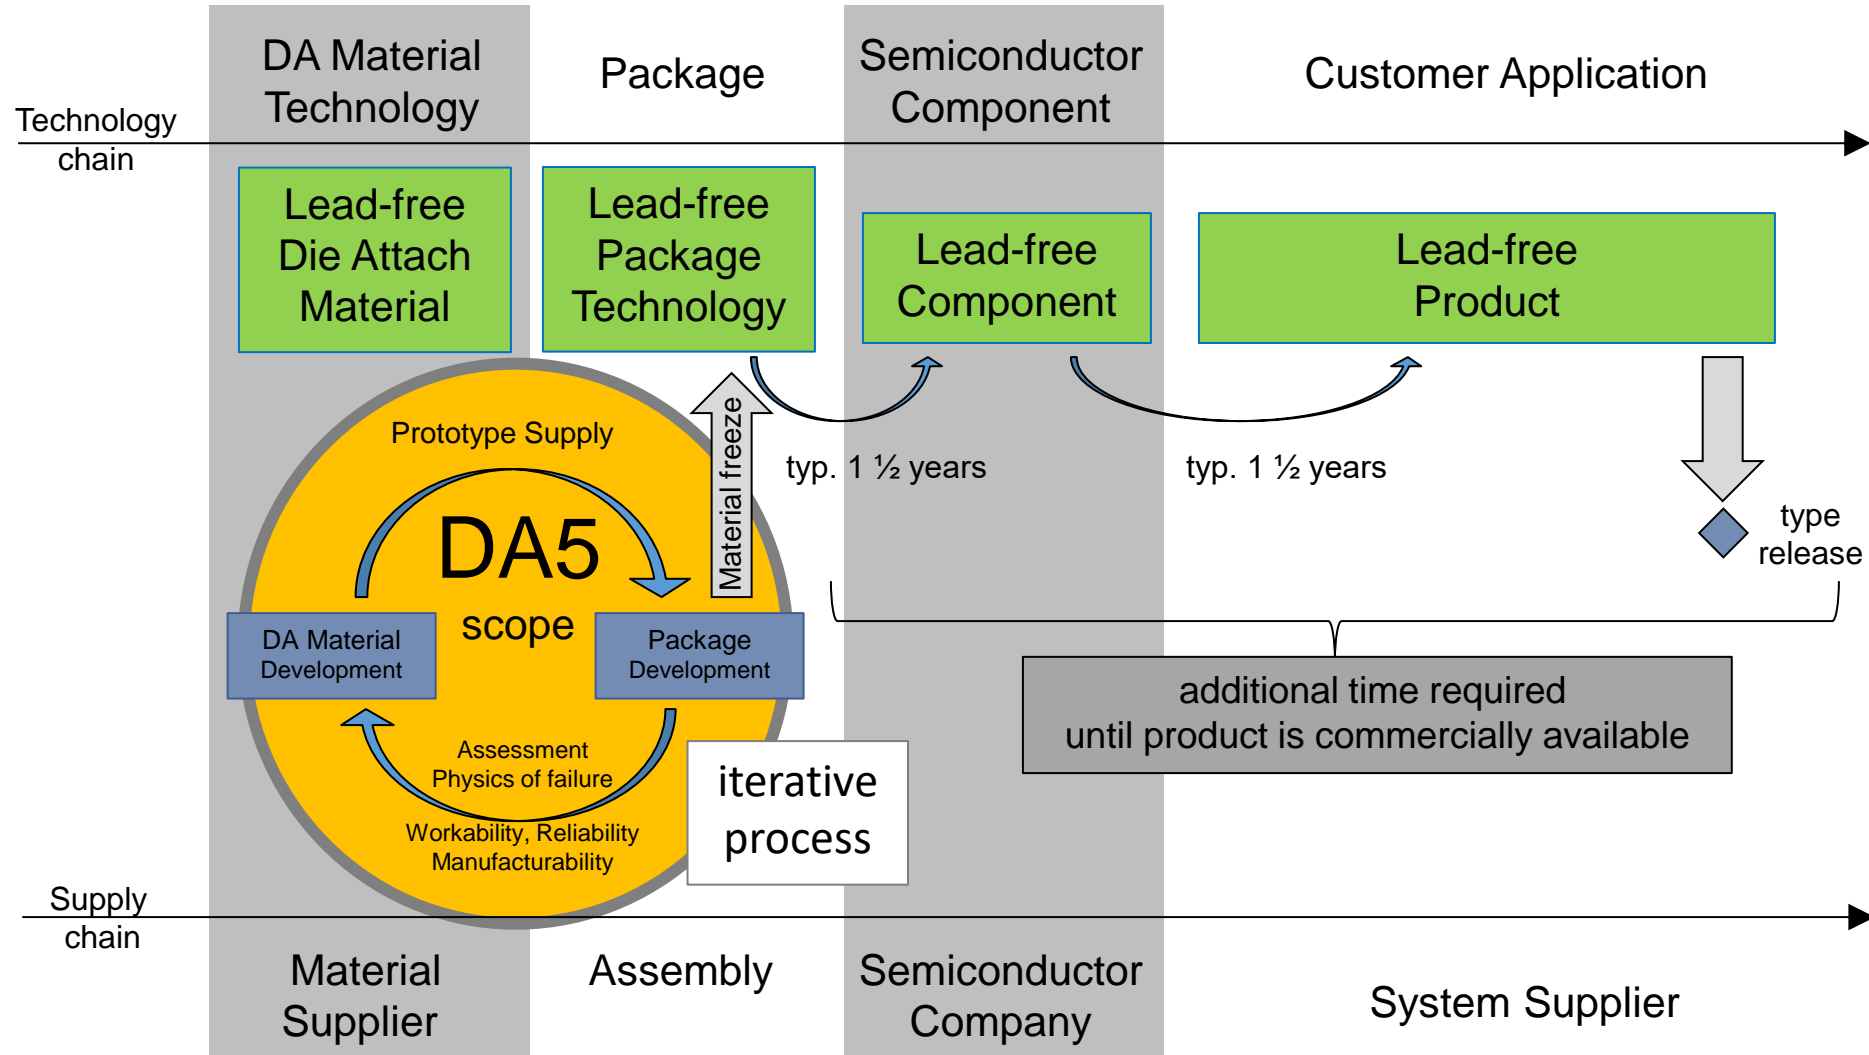 DA Material
Technology
Package
Semiconductor
Component
Customer Application
Technology
chain
Lead-free
Die Attach
Material
Lead-free
Package
Technology
Lead-free
Component
Lead-free
Product
Prototype Supply
Material freeze
typ. 1 ½ years
typ. 1 ½ years
DA5
scope
type
release
DA Material
Development
Package
Development
additional time required
until product is commercially available
Assessment
Physics of failure
iterative
process
Workability, Reliability
Manufacturability
Supply
chain
Material
Supplier
Assembly
Semiconductor
Company
System Supplier